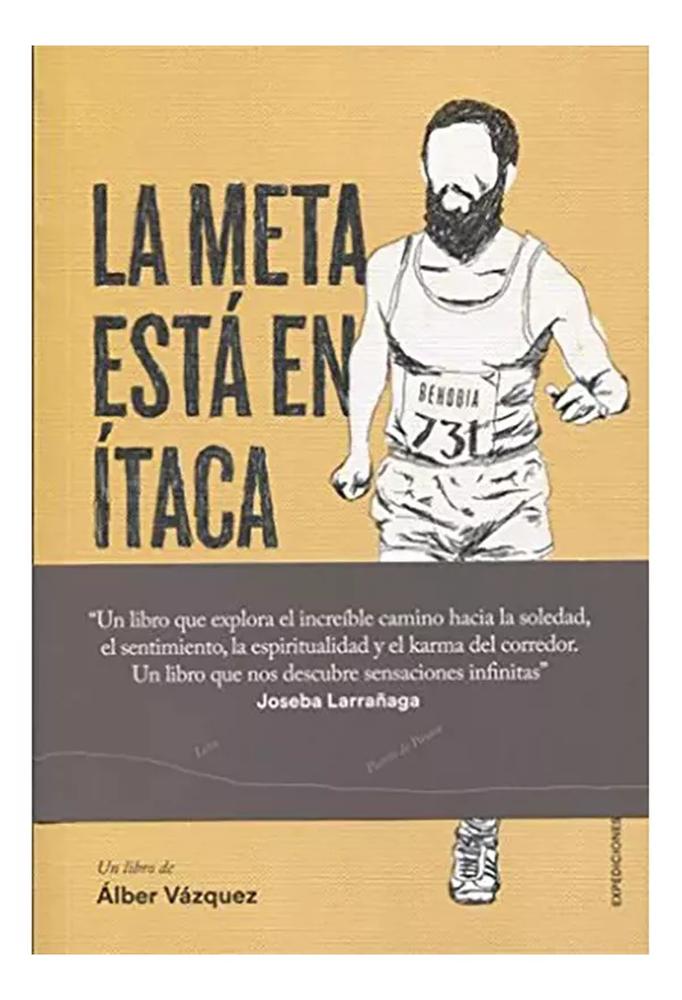 LA META
ESTÁ EN
ÍTACA
BEHOBIA
731
“Un libro que explora el increíble camino hacia la soledad,
el sentimiento, la espiritualidad y el karma del corredor.
Un libro que nos descubre sensaciones infinitas”
Joseba Larrañaga
Un libro de
Álber Vázquez
EXPEDICIONES